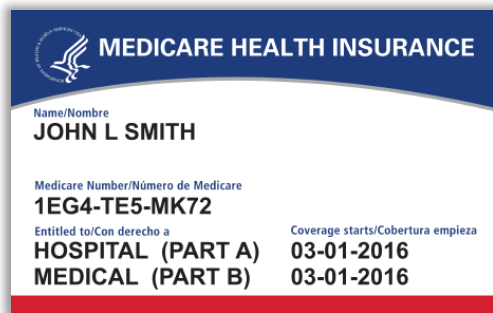 MEDICARE HEALTH INSURANCE
Name/Nombre
JOHN L SMITH
Medicare Number/Número de Medicare
1EG4-TE5-MK72
Entitled to/Con derecho a
Coverage starts/Cobertura empieza
HOSPITAL (PART A) 03-01-2016
MEDICAL (PART B) 03-01-2016